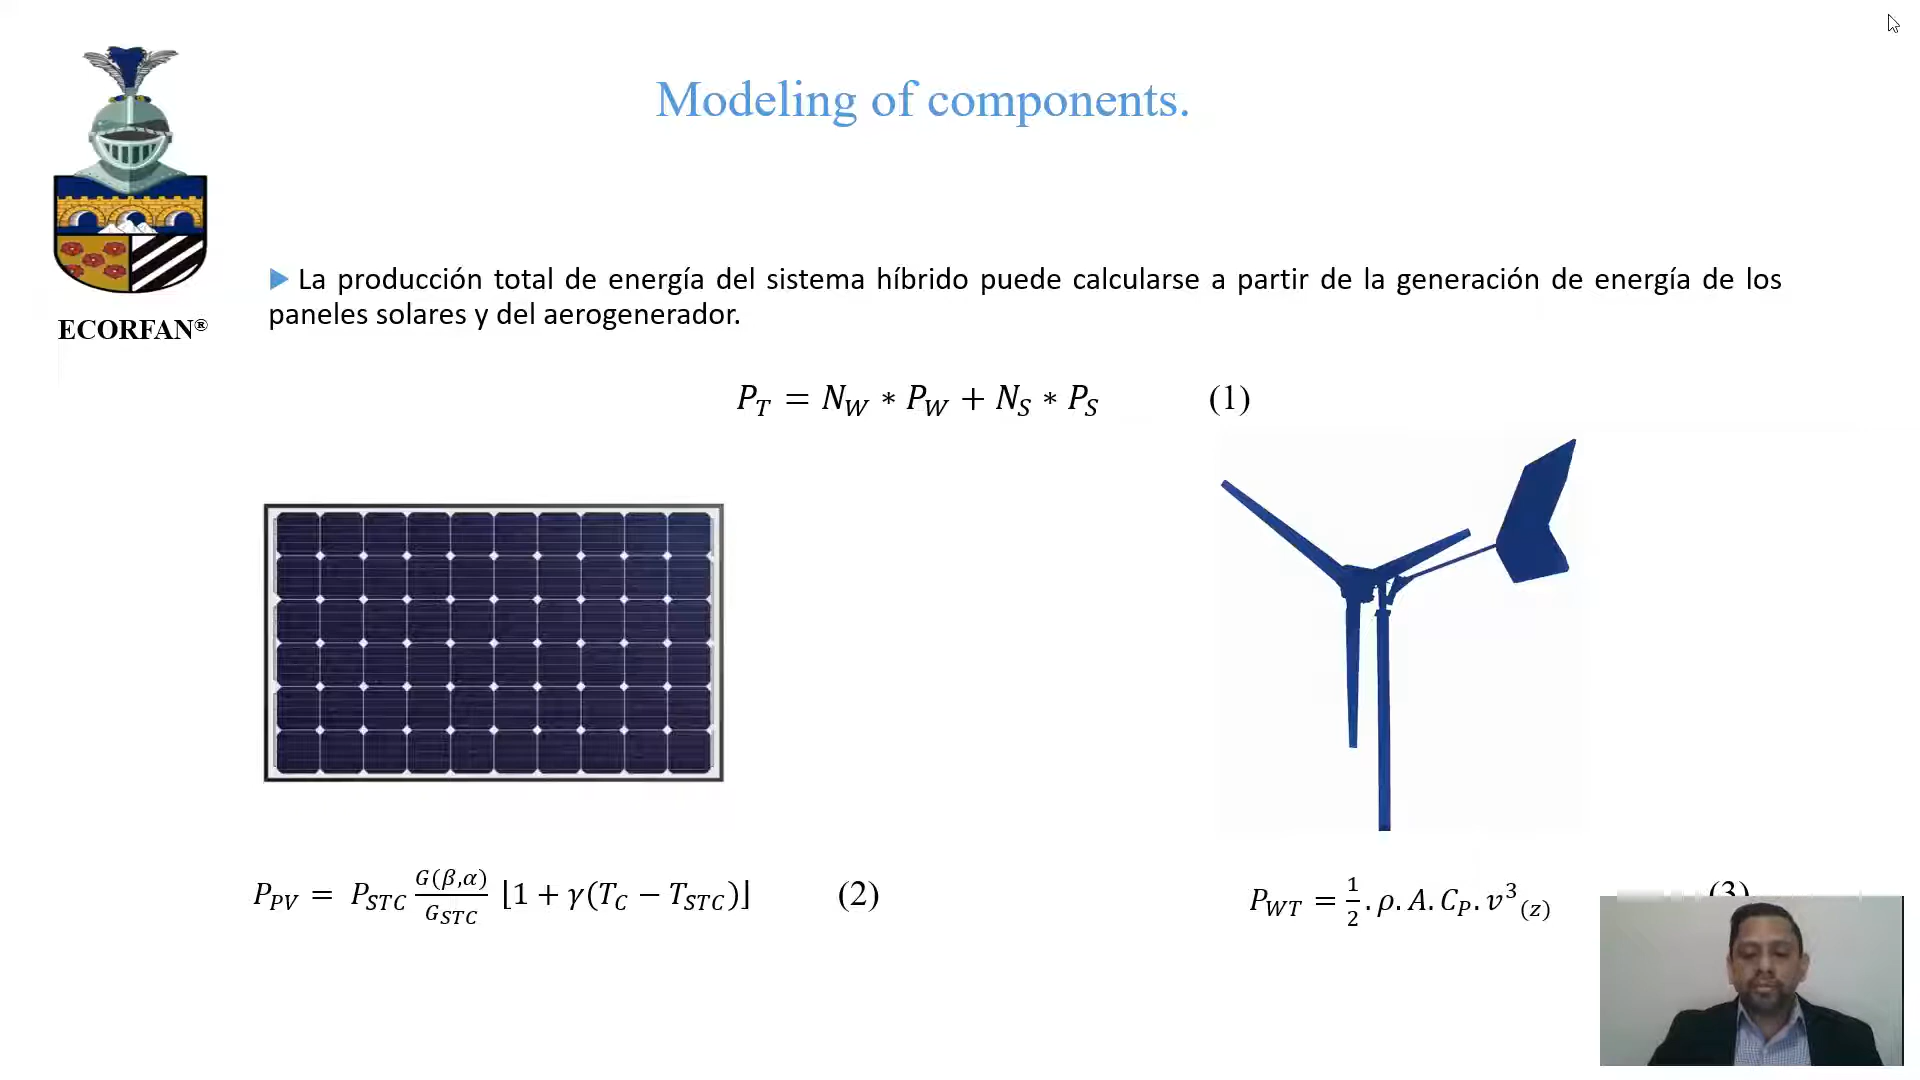 Modeling of components.
ECORFAN®
La producción total de energía del sistema híbrido puede calcularse a partir de la generación de energía de los
paneles solares y del aerogenerador.
P_T = N_W * P_W + N_S * P_S (1)
P_PV = P_STC G(β,α)/G_STC ⌊1 + γ(T_C − T_STC)⌋ (2)
P_WT = 1/2 . ρ. A. C_P. v^3_(z) (3)